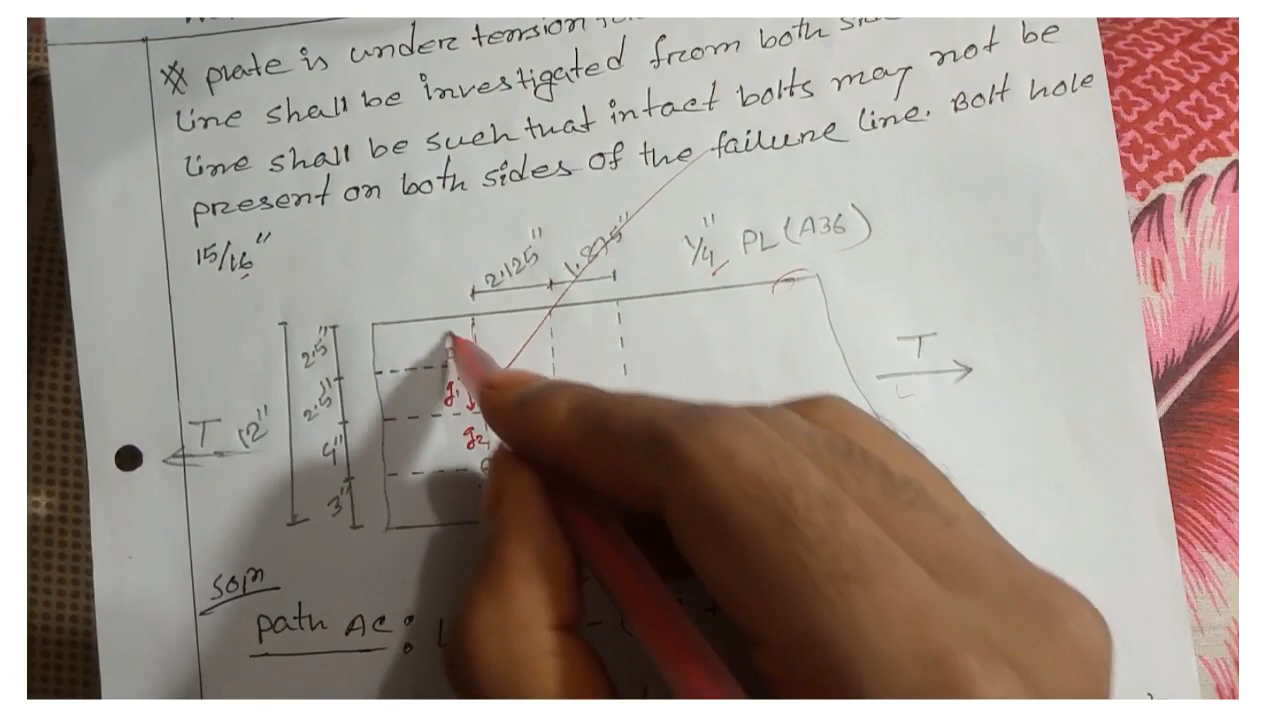 ※ plate is under tension
line shall be investigated from both
line shall be such that intact bolts may not be
present on both sides of the failure line. Bolt hole
15/16"
2.125"
1.875"
1/4" PL (A36)
2.5"
2.5"
4"
3"
12"
T
T
g1
g2
Soln
path AC: